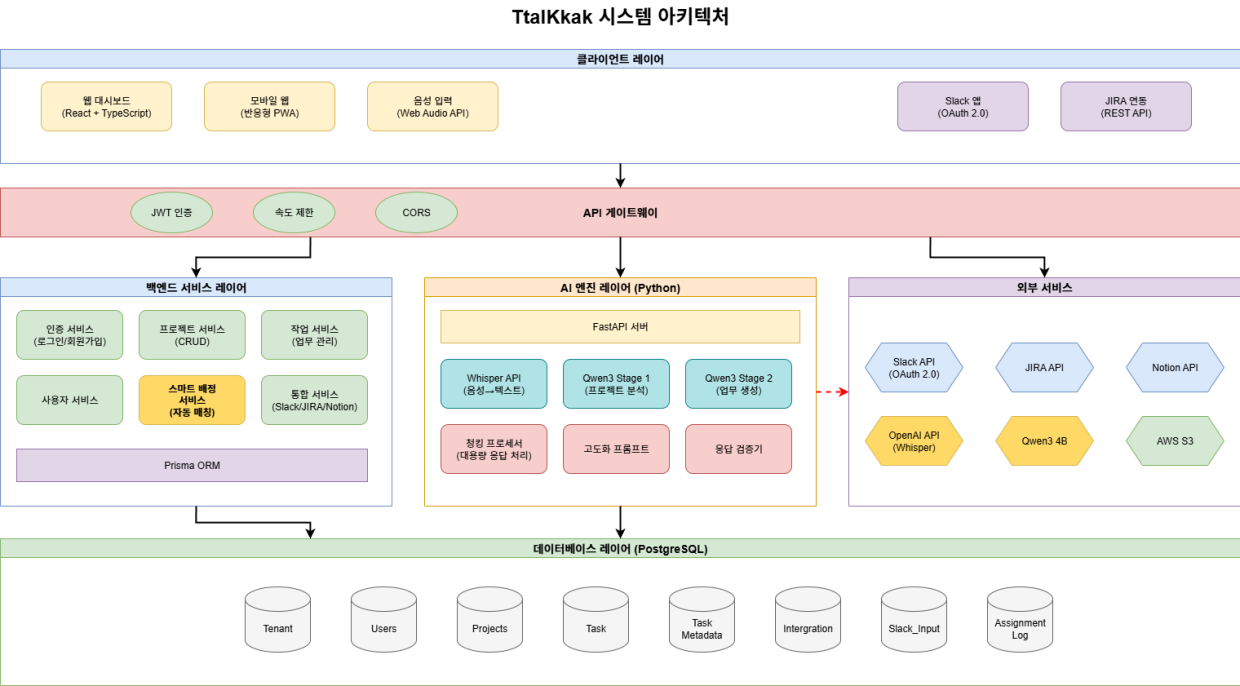 TtalKkak 시스템 아키텍처
클라이언트 레이어
웹 대시보드
(React + TypeScript)
모바일 웹
(반응형 PWA)
음성 입력
(Web Audio API)
Slack 앱
(OAuth 2.0)
JIRA 연동
(REST API)
JWT 인증
속도 제한
CORS
API 게이트웨이
백엔드 서비스 레이어
인증 서비스
(로그인/회원가입)
프로젝트 서비스
(CRUD)
작업 서비스
(업무 관리)
사용자 서비스
스마트 배정
서비스
(자동 매칭)
통합 서비스
(Slack/JIRA/Notion)
Prisma ORM
AI 엔진 레이어 (Python)
FastAPI 서버
Whisper API
(음성→텍스트)
Qwen3 Stage 1
(프로젝트 분석)
Qwen3 Stage 2
(업무 생성)
청킹 프로세서
(대용량 응답 처리)
고도화 프롬프트
응답 검증기
외부 서비스
Slack API
(OAuth 2.0)
JIRA API
Notion API
OpenAI API
(Whisper)
Qwen3 4B
AWS S3
데이터베이스 레이어 (PostgreSQL)
Tenant
Users
Projects
Task
Task
Metadata
Intergration
Slack_Input
Assignment
Log